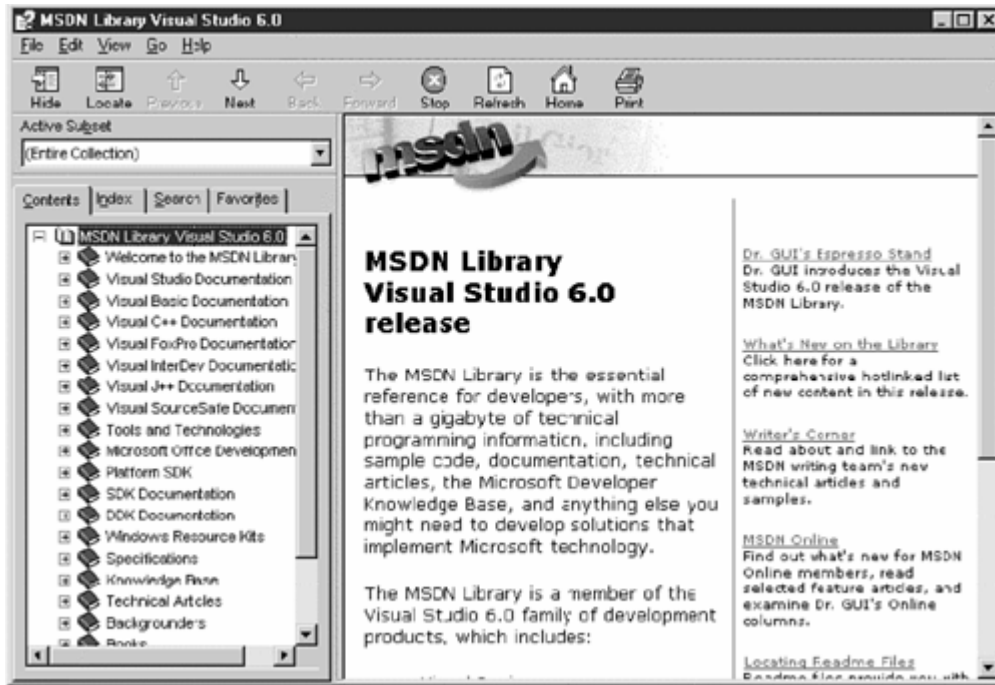 MSDN Library Visual Studio 6.0
File Edit View Go Help
Hide Locate Previous Next Back Forward Stop Refresh Home Print
Active Subset
(Entire Collection)
Contents Index Search Favorites
MSDN Library Visual Studio 6.0
Welcome to the MSDN Library
Visual Studio Documentation
Visual Basic Documentation
Visual C++ Documentation
Visual FoxPro Documentation
Visual InterDev Documentatic
Visual J++ Documentation
Visual SourceSafe Document
Tools and Technologies
Microsoft Office Developmen
Platform SDK
SDK Documentation
DDK Documentation
Windows Resource Kits
Specifications
Knowledge Base
Technical Articles
Backgrounders
Books
msdn
MSDN Library
Visual Studio 6.0
release
The MSDN Library is the essential
reference for developers, with more
than a gigabyte of technical
programming information, including
sample code, documentation, technical
articles, the Microsoft Developer
Knowledge Base, and anything else you
might need to develop solutions that
implement Microsoft technology.
The MSDN Library is a member of the
Visual Studio 6.0 family of development
products, which includes:
Dr. GUI's Espresso Stand
Dr. GUI introduces the Visual
Studio 6.0 release of the
MSDN Library.
What's New on the Library
Click here for a
comprehensive hotlinked list
of new content in this release.
Writer's Corner
Read about and link to the
MSDN writing team's new
technical articles and
samples.
MSDN Online
Find out what's new for MSDN
Online members, read
selected feature articles, and
examine Dr. GUI's Online
columns.
Locating Readme Files
Readme files provide you with